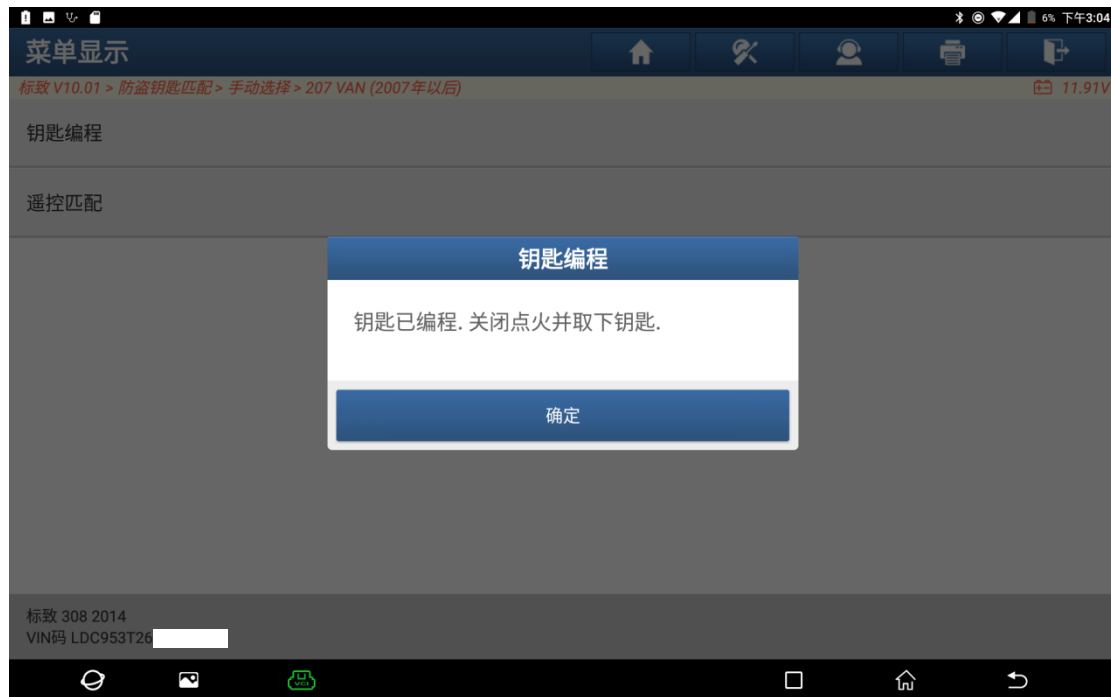 6% 下午3:04
菜单显示
标致 V10.01 > 防盗钥匙匹配 > 手动选择 > 207 VAN (2007年以后) 11.91V
钥匙编程
遥控匹配
钥匙编程
钥匙已编程. 关闭点火并取下钥匙.
确定
标致 308 2014
VIN码 LDC953T26
VCI